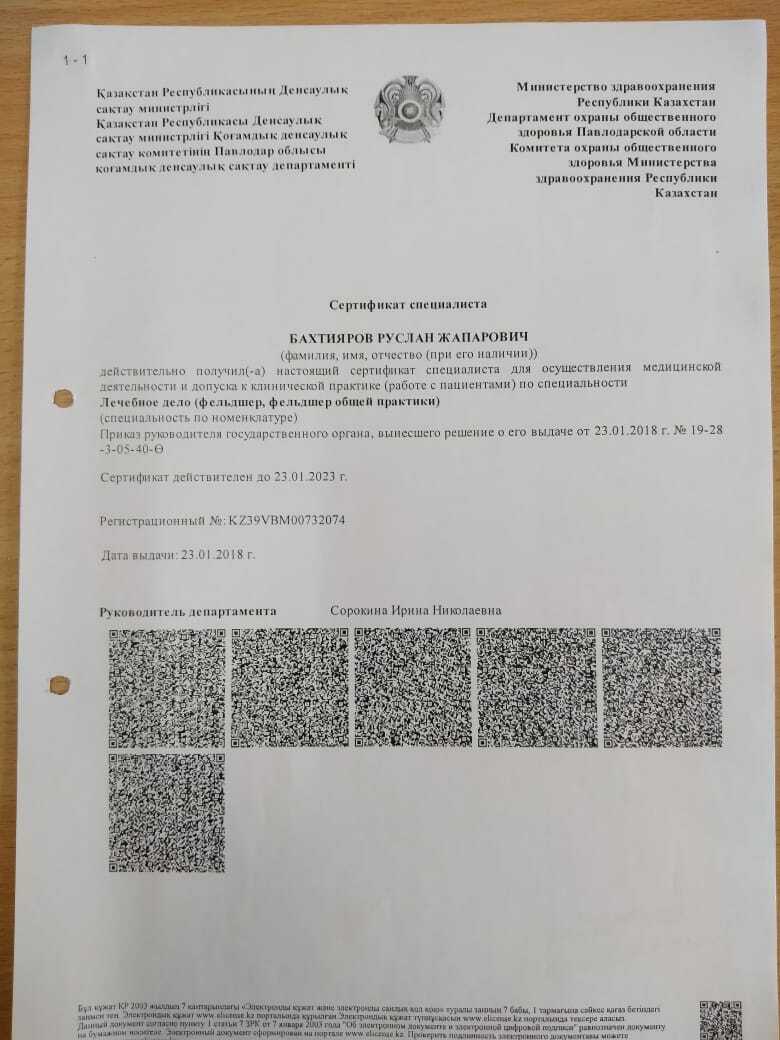 1 - 1
Қазақстан Республикасының Денсаулық
сақтау министрлігі
Қазақстан Республикасы Денсаулық
сақтау министрлігі Қоғамдық денсаулық
сақтау комитетінің Павлодар облысы
қоғамдық денсаулық сақтау департаменті
Министерство здравоохранения
Республики Казахстан
Департамент охраны общественного
здоровья Павлодарской области
Комитета охраны общественного
здоровья Министерства
здравоохранения Республики
Казахстан
Сертификат специалиста
БАХТИЯРОВ РУСЛАН ЖАПАРОВИЧ
(фамилия, имя, отчество (при его наличии))
действительно получил(-а) настоящий сертификат специалиста для осуществления медицинской
деятельности и допуска к клинической практике (работе с пациентами) по специальности
Лечебное дело (фельдшер, фельдшер общей практики)
(специальность по номенклатуре)
Приказ руководителя государственного органа, вынесшего решение о его выдаче от 23.01.2018 г. № 19-28
-3-05-40-Ө
Сертификат действителен до 23.01.2023 г.
Регистрационный №: KZ39VBM00732074
Дата выдачи: 23.01.2018 г.
Руководитель департамента Сорокина Ирина Николаевна
Бұл құжат ҚР 2003 жылдың 7 қаңтарындағы «Электронды құжат және электронды сандық қол қою» туралы заңның 7 бабы, 1 тармағына сәйкес қағаз бетіндегі
заңмен тең. Электрондық құжат www.elicense.kz порталында құрылған. Электрондық құжат түпнұсқасын www.elicense.kz порталында тексере аласыз.
Данный документ согласно пункту 1 статьи 7 ЗРК от 7 января 2003 года "Об электронном документе и электронной цифровой подписи" равнозначен документу
на бумажном носителе. Электронный документ сформирован на портале www.elicense.kz. Проверить подлинность электронного документа вы можете